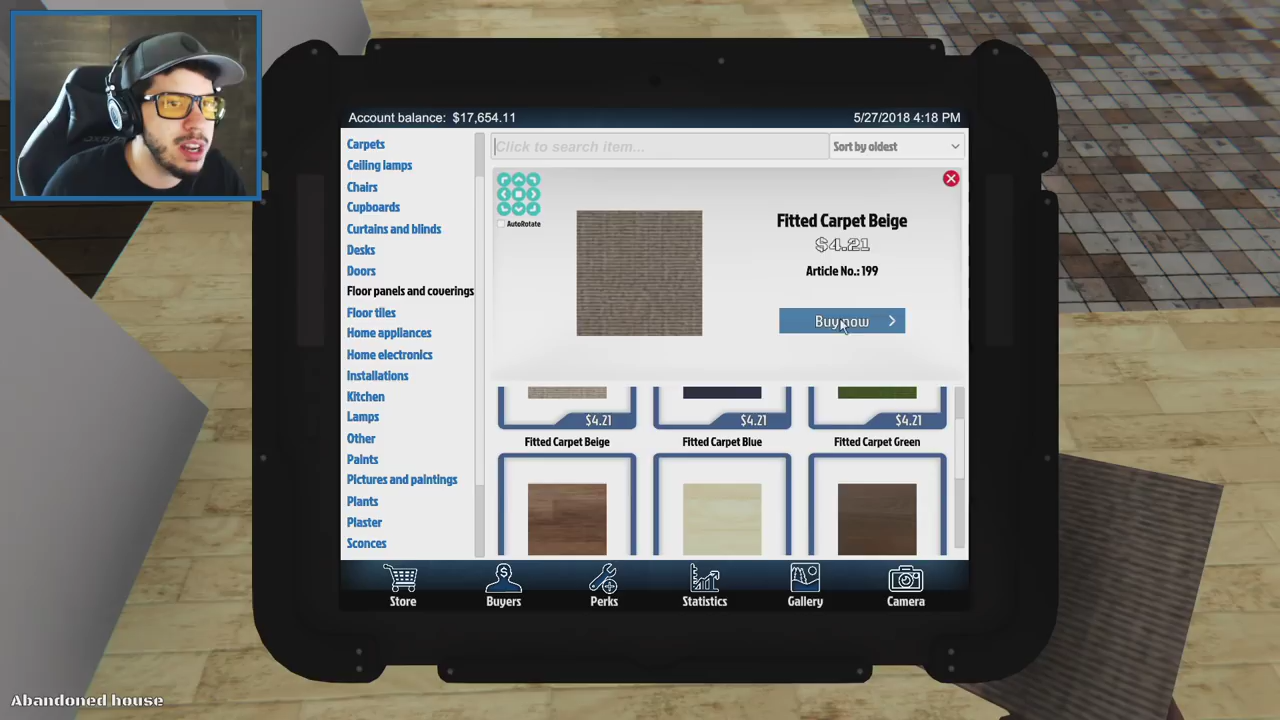 Account balance: $17,654.11
5/27/2018 4:18 PM
Carpets
Ceiling lamps
Chairs
Cupboards
Curtains and blinds
Desks
Doors
Floor panels and coverings
Floor tiles
Home appliances
Home electronics
Installations
Kitchen
Lamps
Other
Paints
Pictures and paintings
Plants
Plaster
Sconces
Click to search item...
Sort by oldest
AutoRotate
Fitted Carpet Beige
$4.21
Article No.: 199
Buy now
$4.21
$4.21
$4.21
Fitted Carpet Beige
Fitted Carpet Blue
Fitted Carpet Green
Store
Buyers
Perks
Statistics
Gallery
Camera
Abandoned house